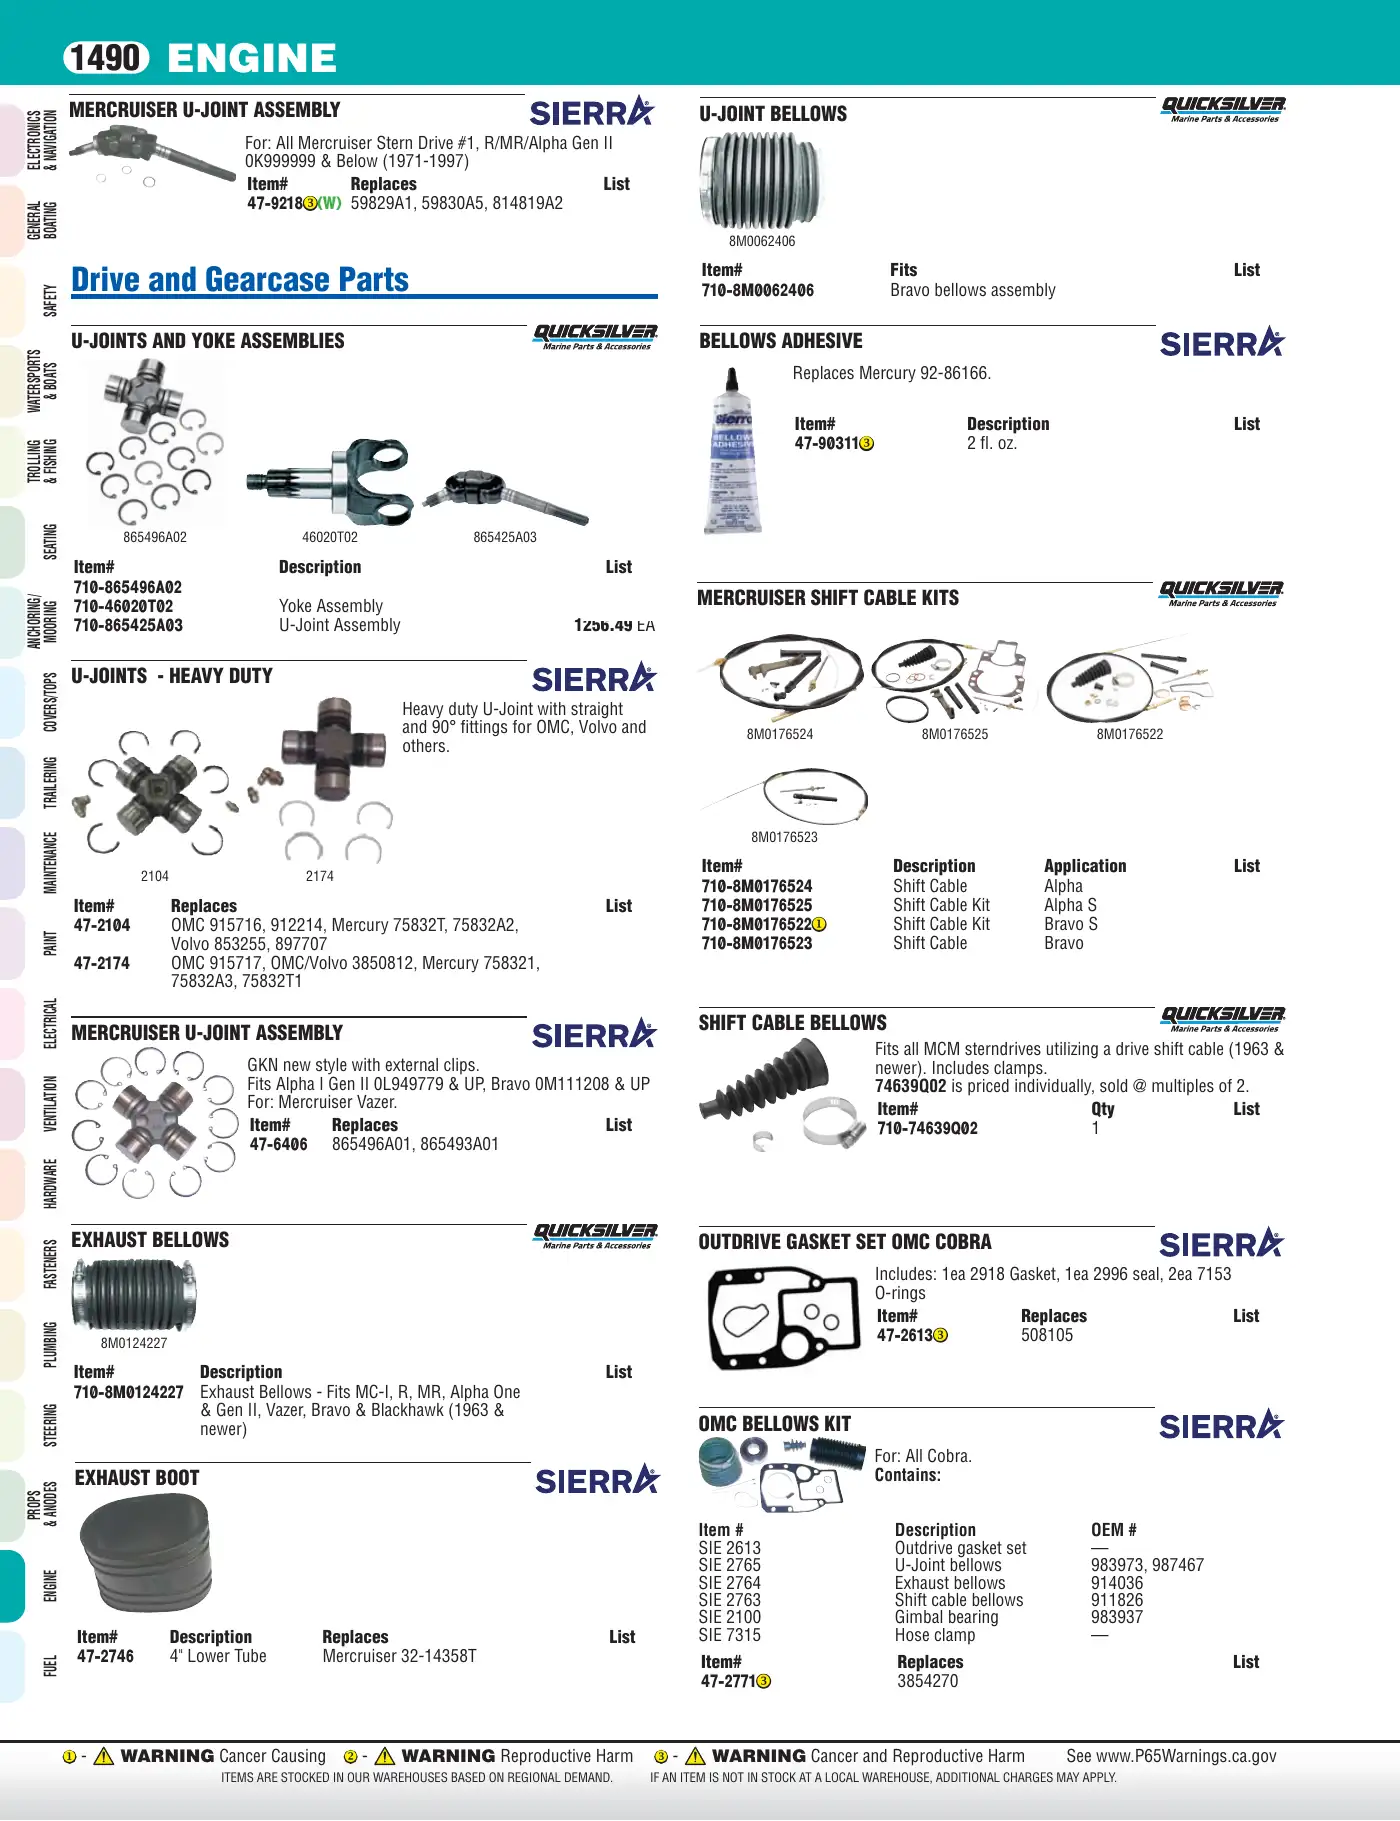 1490 ENGINE
ELECTRONICS
& NAVIGATION
GENERAL
BOATING
SAFETY
WATERSPORTS
& BOATS
TROLLING
& FISHING
SEATING
ANCHORING/
MOORING
COVERS/TOPS
TRAILERING
MAINTENANCE
PAINT
ELECTRICAL
VENTILATION
HARDWARE
FASTENERS
PLUMBING
STEERING
PROPS
& ANODES
ENGINE
FUEL
MERCRUISER U-JOINT ASSEMBLY
SIERRA
For: All Mercruiser Stern Drive #1, R/MR/Alpha Gen II
0K999999 & Below (1971-1997)
Item# Replaces List
47-9218 3 (W) 59829A1, 59830A5, 814819A2
Drive and Gearcase Parts
U-JOINTS AND YOKE ASSEMBLIES
QUICKSILVER
Marine Parts & Accessories
865496A02 46020T02 865425A03
Item# Description List
710-865496A02
710-46020T02 Yoke Assembly
710-865425A03 U-Joint Assembly 1256.49 EA
U-JOINTS - HEAVY DUTY
SIERRA
Heavy duty U-Joint with straight
and 90° fittings for OMC, Volvo and
others.
2104 2174
Item# Replaces List
47-2104 OMC 915716, 912214, Mercury 75832T, 75832A2,
Volvo 853255, 897707
47-2174 OMC 915717, OMC/Volvo 3850812, Mercury 758321,
75832A3, 75832T1
MERCRUISER U-JOINT ASSEMBLY
SIERRA
GKN new style with external clips.
Fits Alpha I Gen II 0L949779 & UP, Bravo 0M111208 & UP
For: Mercruiser Vazer.
Item# Replaces List
47-6406 865496A01, 865493A01
EXHAUST BELLOWS
QUICKSILVER
Marine Parts & Accessories
8M0124227
Item# Description List
710-8M0124227 Exhaust Bellows - Fits MC-I, R, MR, Alpha One
& Gen II, Vazer, Bravo & Blackhawk (1963 &
newer)
EXHAUST BOOT
SIERRA
Item# Description Replaces List
47-2746 4" Lower Tube Mercruiser 32-14358T
U-JOINT BELLOWS
QUICKSILVER
Marine Parts & Accessories
8M0062406
Item# Fits List
710-8M0062406 Bravo bellows assembly
BELLOWS ADHESIVE
SIERRA
Replaces Mercury 92-86166.
Sierra
BELLOWS
ADHESIVE
Item# Description List
47-90311 3 2 fl. oz.
MERCRUISER SHIFT CABLE KITS
QUICKSILVER
Marine Parts & Accessories
8M0176524 8M0176525 8M0176522
8M0176523
Item# Description Application List
710-8M0176524 Shift Cable Alpha
710-8M0176525 Shift Cable Kit Alpha S
710-8M0176522 1 Shift Cable Kit Bravo S
710-8M0176523 Shift Cable Bravo
SHIFT CABLE BELLOWS
QUICKSILVER
Marine Parts & Accessories
Fits all MCM sterndrives utilizing a drive shift cable (1963 &
newer). Includes clamps.
74639Q02 is priced individually, sold @ multiples of 2.
Item# Qty List
710-74639Q02 1
OUTDRIVE GASKET SET OMC COBRA
SIERRA
Includes: 1ea 2918 Gasket, 1ea 2996 seal, 2ea 7153
O-rings
Item# Replaces List
47-2613 3 508105
OMC BELLOWS KIT
SIERRA
For: All Cobra.
Contains:
Item # Description OEM #
SIE 2613 Outdrive gasket set —
SIE 2765 U-Joint bellows 983973, 987467
SIE 2764 Exhaust bellows 914036
SIE 2763 Shift cable bellows 911826
SIE 2100 Gimbal bearing 983937
SIE 7315 Hose clamp —
Item# Replaces List
47-2771 3 3854270
1 - WARNING Cancer Causing 2 - WARNING Reproductive Harm 3 - WARNING Cancer and Reproductive Harm See www.P65Warnings.ca.gov
ITEMS ARE STOCKED IN OUR WAREHOUSES BASED ON REGIONAL DEMAND. IF AN ITEM IS NOT IN STOCK AT A LOCAL WAREHOUSE, ADDITIONAL CHARGES MAY APPLY.